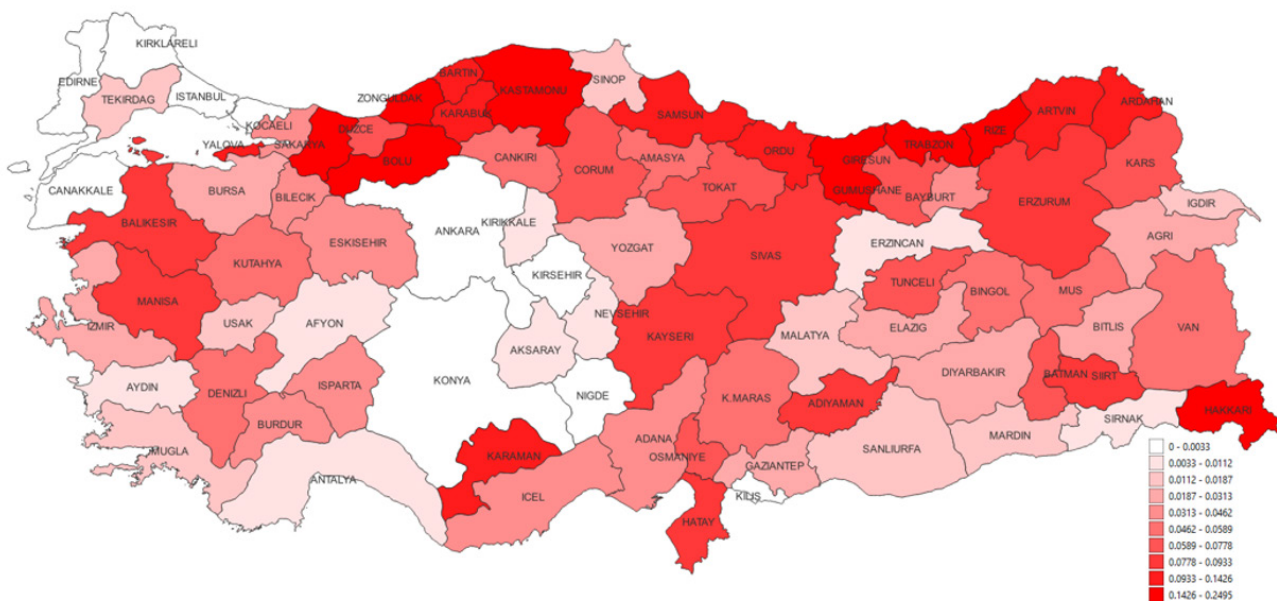 KIRKLARELI
EDIRNE
TEKIRDAG
ISTANBUL
KOCAELI
YALOVA
SAKARYA
DUZCE
ZONGULDAK
BARTIN
KARABUK
KASTAMONU
SINOP
SAMSUN
BOLU
CANKIRI
CORUM
AMASYA
ORDU
TOKAT
GIRESUN
GUMUSHANE
TRABZON
BAYBURT
RIZE
ARTVIN
ARDAHAN
KARS
ERZURUM
IGDIR
AGRI
CANAKKALE
BURSA
BILECIK
BALIKESIR
ESKISEHIR
KUTAHYA
ANKARA
KIRIKKALE
YOZGAT
SIVAS
ERZINCAN
KIRSEHIR
TUNCELI
BINGOL
MUS
MANISA
IZMIR
USAK
AFYON
NEVSEHIR
KAYSERI
MALATYA
ELAZIG
BITLIS
VAN
AKSARAY
KONYA
NIGDE
DIYARBAKIR
BATMAN
SIIRT
AYDIN
DENIZLI
ISPARTA
BURDUR
K.MARAS
ADIYAMAN
HAKKARI
SIRNAK
MUGLA
ANTALYA
KARAMAN
ICEL
ADANA
OSMANIYE
GAZIANTEP
SANLIURFA
MARDIN
KILIS
HATAY
0 - 0.0033
0.0033 - 0.0112
0.0112 - 0.0187
0.0187 - 0.0313
0.0313 - 0.0462
0.0462 - 0.0589
0.0589 - 0.0778
0.0778 - 0.0933
0.0933 - 0.1426
0.1426 - 0.2495